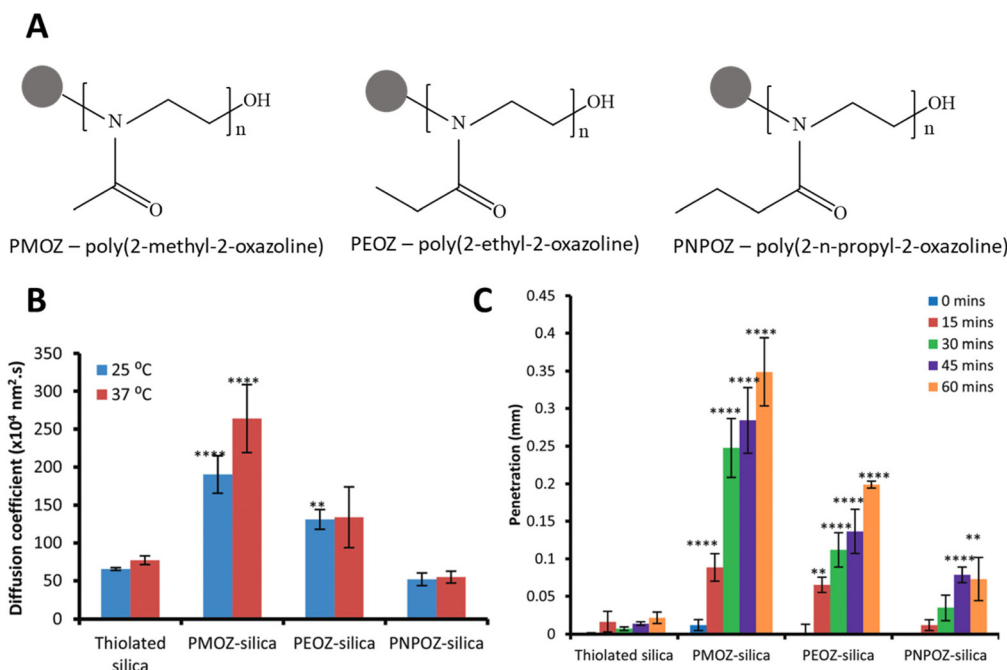 A
N
OH
n
O
N
OH
n
O
N
OH
n
O
PMOZ – poly(2-methyl-2-oxazoline)
PEOZ – poly(2-ethyl-2-oxazoline)
PNPOZ – poly(2-n-propyl-2-oxazoline)
B
Diffusion coefficient (x10⁴ nm².s)
350
300
250
200
150
100
50
0
25 ⁰C
37 ⁰C
****
****
**
Thiolated
silica
PMOZ-silica
PEOZ-silica
PNPOZ-silica
C
Penetration (mm)
0.45
0.4
0.35
0.3
0.25
0.2
0.15
0.1
0.05
0
0 mins
15 mins
30 mins
45 mins
60 mins
****
****
****
****
**
****
****
****
****
**
Thiolated silica
PMOZ-silica
PEOZ-silica
PNPOZ-silica